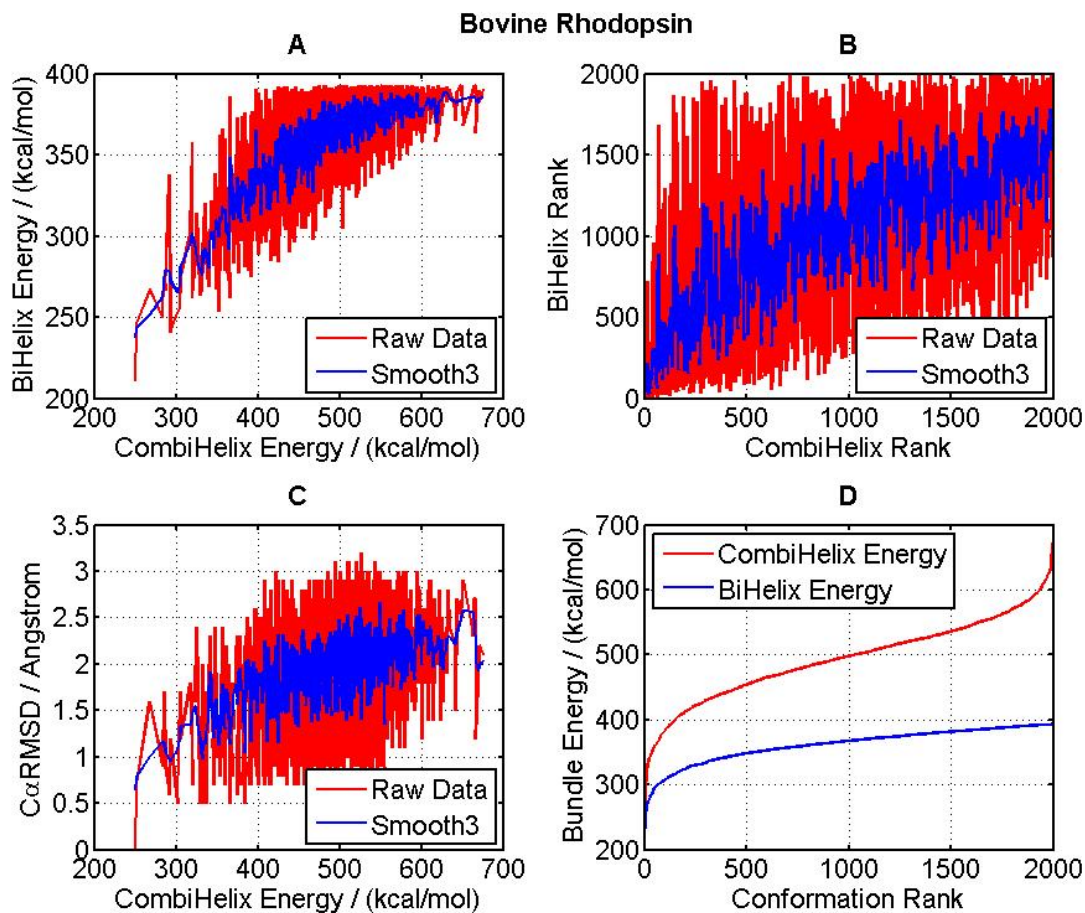 Bovine Rhodopsin
A
BiHelix Energy / (kcal/mol)
400
350
300
250
200
Raw Data
Smooth3
200 300 400 500 600 700
CombiHelix Energy / (kcal/mol)
B
BiHelix Rank
2000
1500
1000
500
0
Raw Data
Smooth3
0 500 1000 1500 2000
CombiHelix Rank
C
CαRMSD / Angstrom
3.5
3
2.5
2
1.5
1
0.5
0
Raw Data
Smooth3
200 300 400 500 600 700
CombiHelix Energy / (kcal/mol)
D
Bundle Energy / (kcal/mol)
700
600
500
400
300
200
CombiHelix Energy
BiHelix Energy
0 500 1000 1500 2000
Conformation Rank